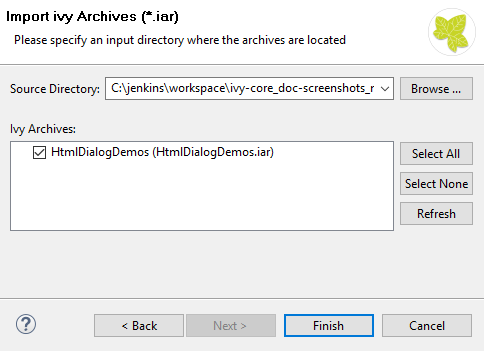 Import ivy Archives (*.iar)
Please specify an input directory where the archives are located
Source Directory: C:\jenkins\workspace\ivy-core_doc-screenshots_r Browse ...
Ivy Archives:
HtmlDialogDemos (HtmlDialogDemos.iar)
Select All
Select None
Refresh
? < Back Next > Finish Cancel